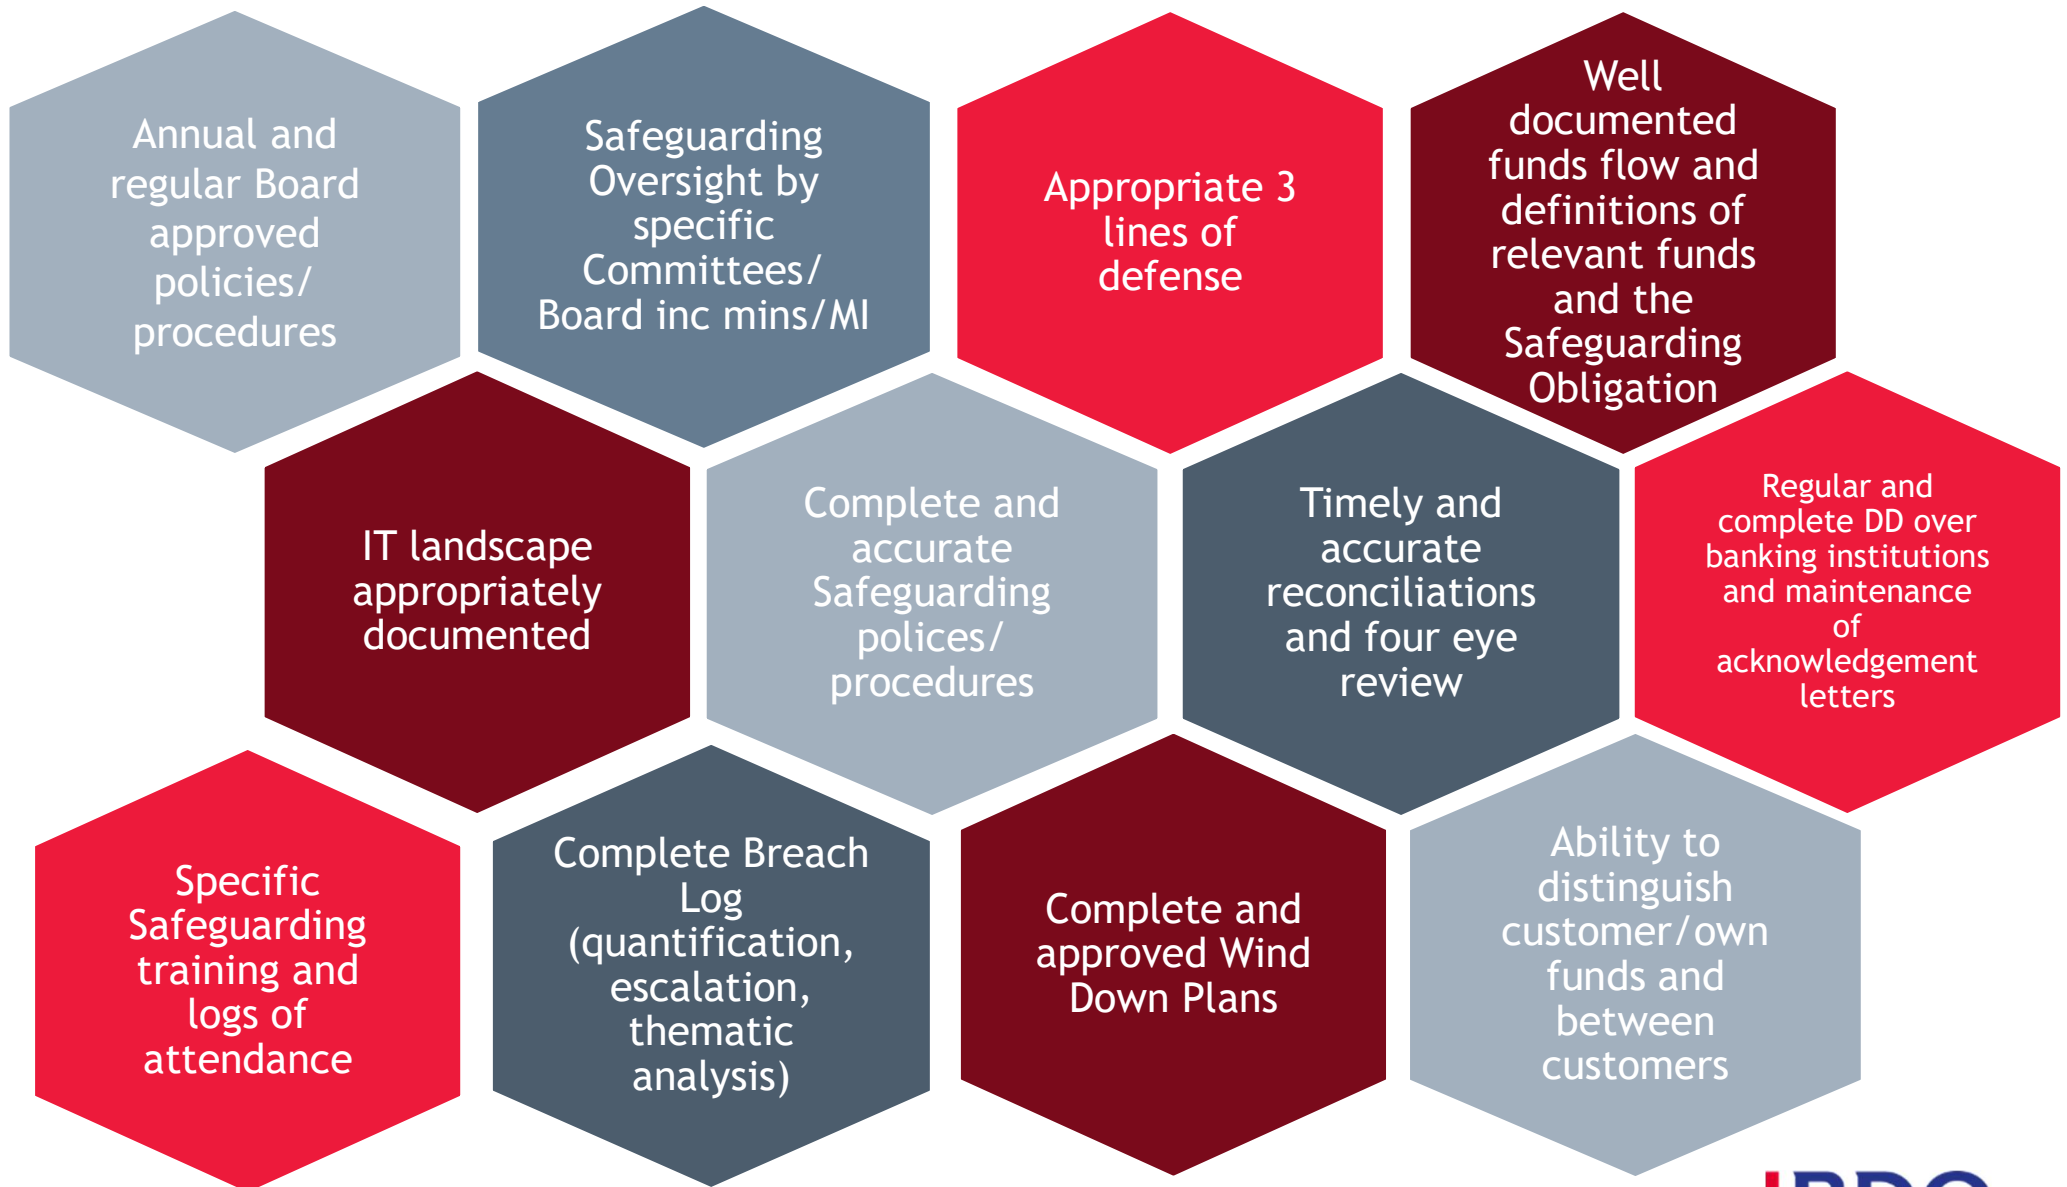 Annual and
regular Board
approved
policies/
procedures
Safeguarding
Oversight by
specific
Committees/
Board inc mins/MI
Appropriate 3
lines of
defense
Well
documented
funds flow and
definitions of
relevant funds
and the
Safeguarding
Obligation
IT landscape
appropriately
documented
Complete and
accurate
Safeguarding
polices/
procedures
Timely and
accurate
reconciliations
and four eye
review
Regular and
complete DD over
banking institutions
and maintenance
of
acknowledgement
letters
Specific
Safeguarding
training and
logs of
attendance
Complete Breach
Log
(quantification,
escalation,
thematic
analysis)
Complete and
approved Wind
Down Plans
Ability to
distinguish
customer/own
funds and
between
customers
BDO